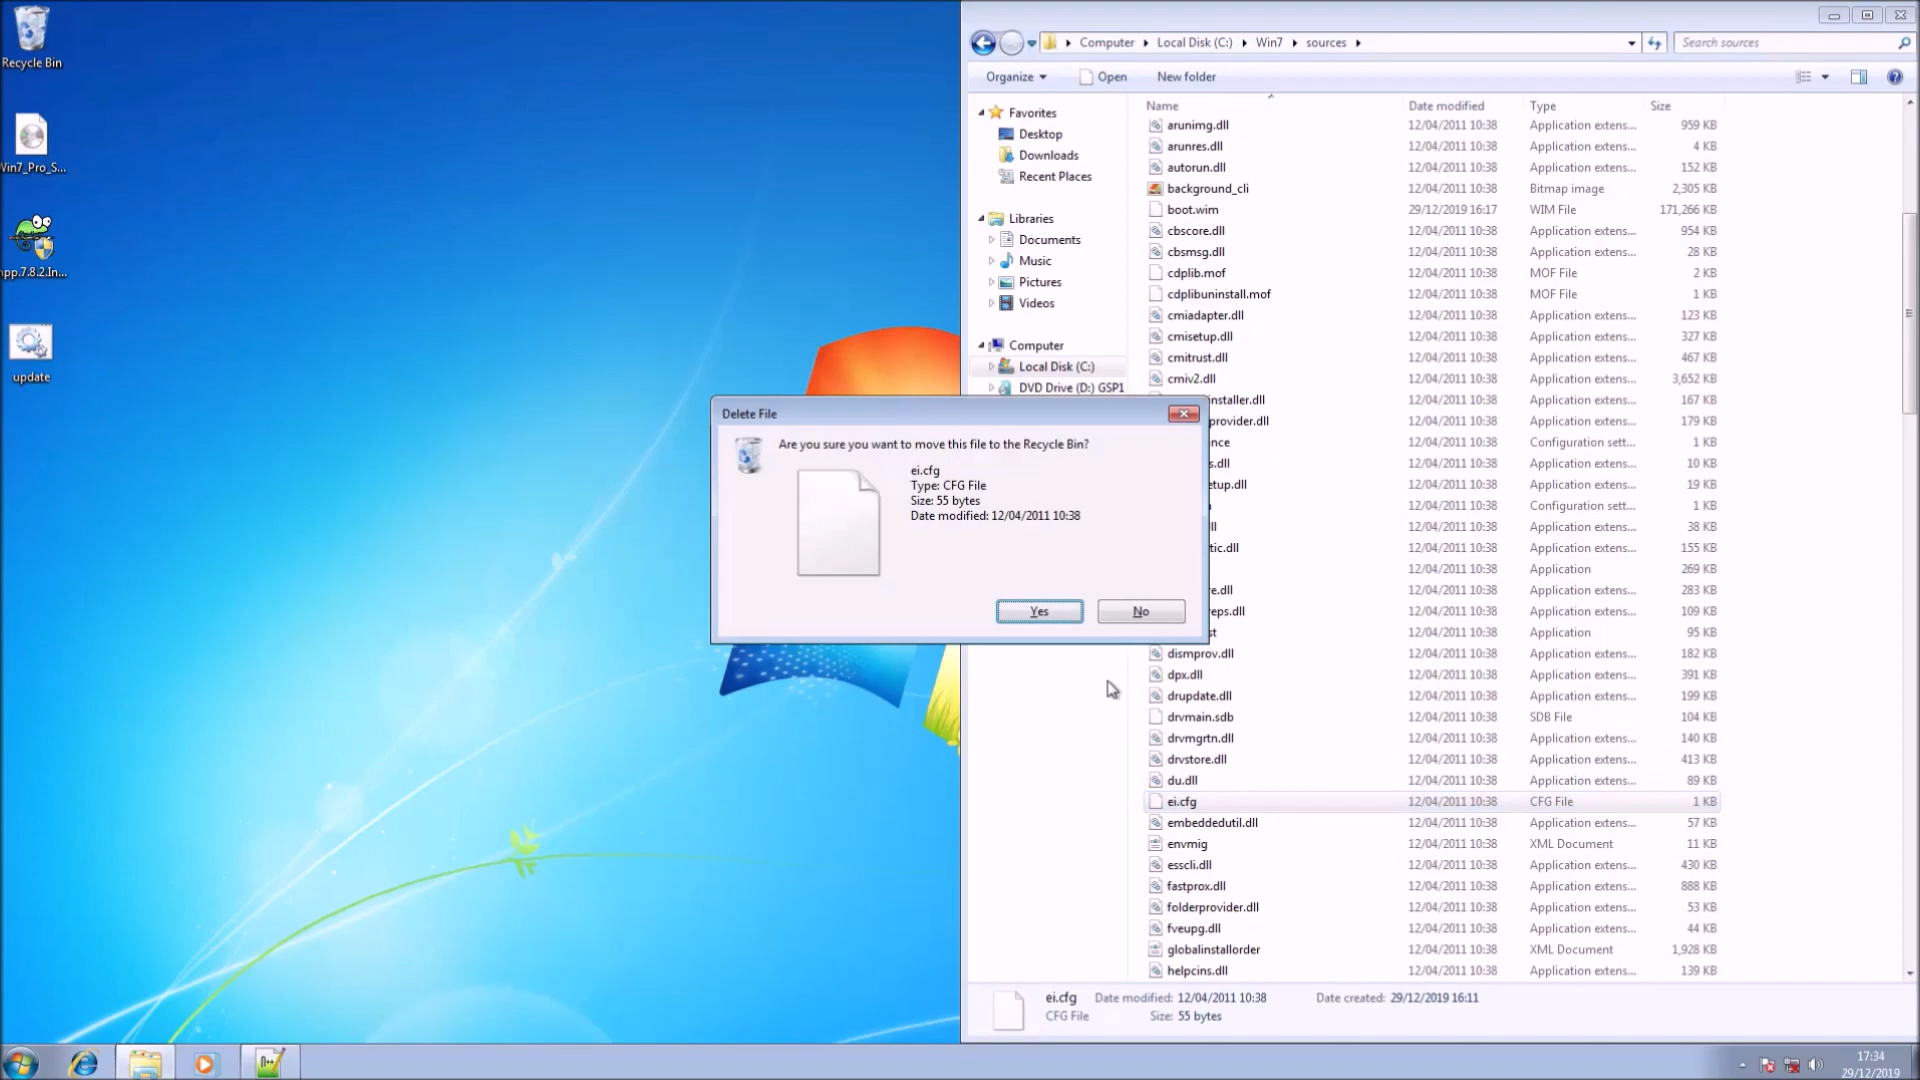 Recycle Bin
Win7_Pro_S...
npp.7.8.2.In...
update
Computer Local Disk (C:) Win7 sources
Search sources
Organize Open New folder
Favorites
Desktop
Downloads
Recent Places
Libraries
Documents
Music
Pictures
Videos
Computer
Local Disk (C:)
DVD Drive (D:) GSP1
Name Date modified Type Size
arunimg.dll 12/04/2011 10:38 Application extens... 959 KB
arunres.dll 12/04/2011 10:38 Application extens... 4 KB
autorun.dll 12/04/2011 10:38 Application extens... 152 KB
background_cli 12/04/2011 10:38 Bitmap image 2,305 KB
boot.wim 29/12/2019 16:17 WIM File 171,266 KB
cbscore.dll 12/04/2011 10:38 Application extens... 954 KB
cbsmsg.dll 12/04/2011 10:38 Application extens... 28 KB
cdplib.mof 12/04/2011 10:38 MOF File 2 KB
cdplibuninstall.mof 12/04/2011 10:38 MOF File 1 KB
cmiadapter.dll 12/04/2011 10:38 Application extens... 123 KB
cmisetup.dll 12/04/2011 10:38 Application extens... 327 KB
cmitrust.dll 12/04/2011 10:38 Application extens... 467 KB
cmiv2.dll 12/04/2011 10:38 Application extens... 3,652 KB
nstaller.dll 12/04/2011 10:38 Application extens... 167 KB
provider.dll 12/04/2011 10:38 Application extens... 179 KB
nce 12/04/2011 10:38 Configuration sett... 1 KB
s.dll 12/04/2011 10:38 Application extens... 10 KB
etup.dll 12/04/2011 10:38 Application extens... 19 KB
12/04/2011 10:38 Configuration sett... 1 KB
ll 12/04/2011 10:38 Application extens... 38 KB
tic.dll 12/04/2011 10:38 Application extens... 155 KB
12/04/2011 10:38 Application 269 KB
re.dll 12/04/2011 10:38 Application extens... 283 KB
eps.dll 12/04/2011 10:38 Application extens... 109 KB
st 12/04/2011 10:38 Application 95 KB
dismprov.dll 12/04/2011 10:38 Application extens... 182 KB
dpx.dll 12/04/2011 10:38 Application extens... 391 KB
drupdate.dll 12/04/2011 10:38 Application extens... 199 KB
drvmain.sdb 12/04/2011 10:38 SDB File 104 KB
drvmgrtn.dll 12/04/2011 10:38 Application extens... 140 KB
drvstore.dll 12/04/2011 10:38 Application extens... 413 KB
du.dll 12/04/2011 10:38 Application extens... 89 KB
ei.cfg 12/04/2011 10:38 CFG File 1 KB
embeddedutil.dll 12/04/2011 10:38 Application extens... 57 KB
envmig 12/04/2011 10:38 XML Document 11 KB
esscli.dll 12/04/2011 10:38 Application extens... 430 KB
fastprox.dll 12/04/2011 10:38 Application extens... 888 KB
folderprovider.dll 12/04/2011 10:38 Application extens... 53 KB
fveupg.dll 12/04/2011 10:38 Application extens... 44 KB
globalinstallorder 12/04/2011 10:38 XML Document 1,928 KB
helpcins.dll 12/04/2011 10:38 Application extens... 139 KB
Delete File
Are you sure you want to move this file to the Recycle Bin?
ei.cfg
Type: CFG File
Size: 55 bytes
Date modified: 12/04/2011 10:38
Yes No
ei.cfg Date modified: 12/04/2011 10:38 Date created: 29/12/2019 16:11
CFG File Size: 55 bytes
17:34
29/12/2019